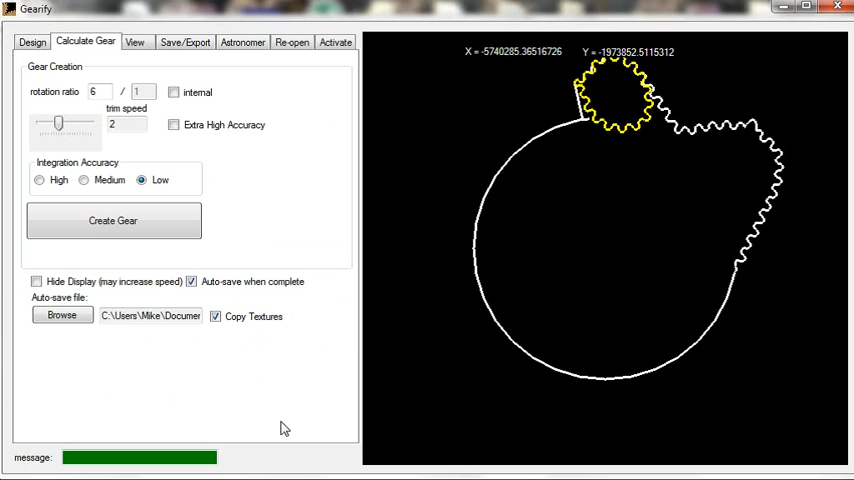 Gearify
Design
Calculate Gear
View
Save/Export
Astronomer
Re-open
Activate
X = -5740285.36516726
Y = -1973852.5115312
Gear Creation
rotation ratio
6
/
1
internal
trim speed
2
Extra High Accuracy
Integration Accuracy
High
Medium
Low
Create Gear
Hide Display (may increase speed)
Auto-save when complete
Auto-save file:
Browse
C:\Users\Mike\Documer
Copy Textures
message: